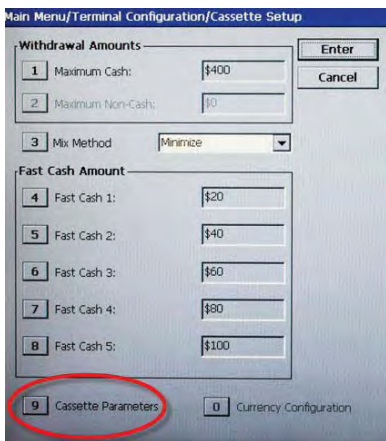 Main Menu/Terminal Configuration/Cassette Setup
Withdrawal Amounts
Enter
1 Maximum Cash: $400
Cancel
2 Maximum Non-Cash: $0
3 Mix Method Minimize
Fast Cash Amount
4 Fast Cash 1: $20
5 Fast Cash 2: $40
6 Fast Cash 3: $60
7 Fast Cash 4: $80
8 Fast Cash 5: $100
9 Cassette Parameters 0 Currency Configuration